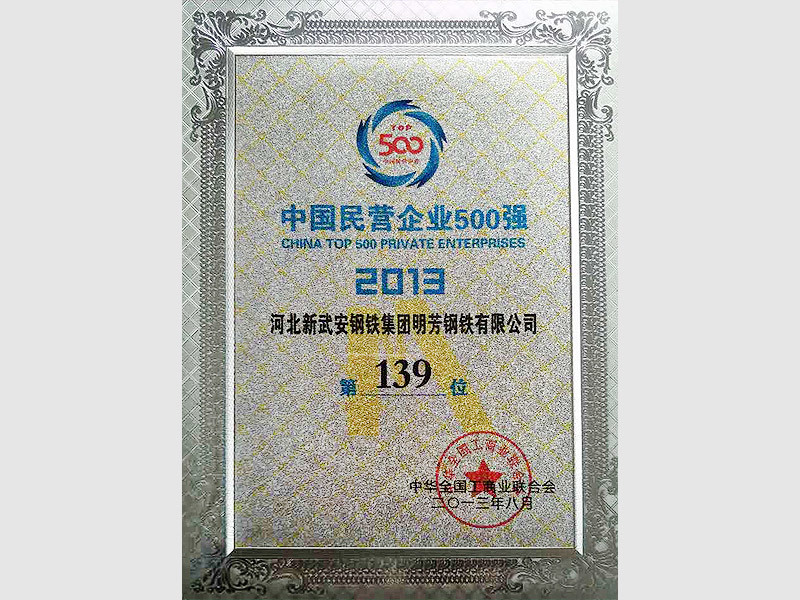 TOP
500
中国民营企业500强
CHINA TOP 500 PRIVATE ENTERPRISES
2013
河北新武安钢铁集团明芳钢铁有限公司
第 139 位
中华全国工商业联合会
二〇一三年八月